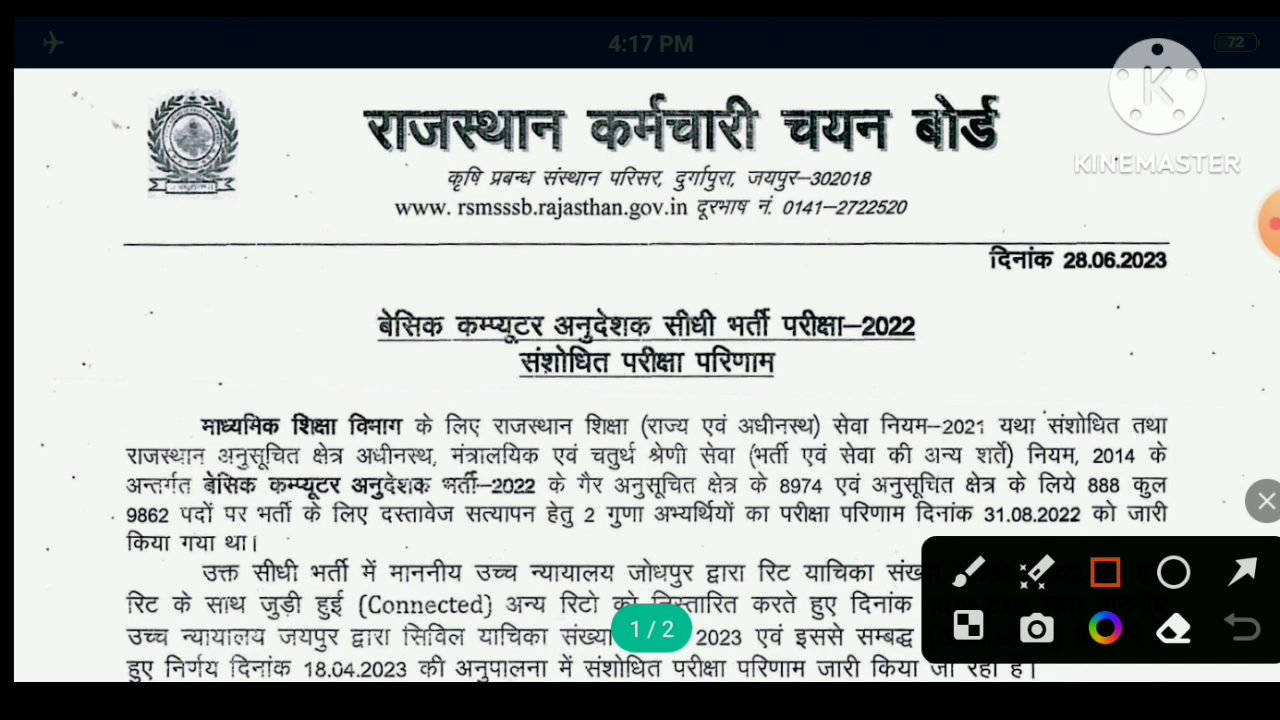 4:17 PM
72
K
KINEMASTER
राजस्थान कर्मचारी चयन बोर्ड
कृषि प्रबन्ध संस्थान परिसर, दुर्गापुरा, जयपुर–302018
www. rsmsssb.rajasthan.gov.in दूरभाष नं. 0141–2722520
दिनांक 28.06.2023
बेसिक कम्प्यूटर अनुदेशक सीधी भर्ती परीक्षा–2022
संशोधित परीक्षा परिणाम
माध्यमिक शिक्षा विभाग के लिए राजस्थान शिक्षा (राज्य एवं अधीनस्थ) सेवा नियम–2021 यथा संशोधित तथा
राजस्थान अनुसूचित क्षेत्र अधीनस्थ, मंत्रालयिक एवं चतुर्थ श्रेणी सेवा (भर्ती एवं सेवा की अन्य शर्तें) नियम, 2014 के
अन्तर्गत बेसिक कम्प्यूटर अनुदेशक भर्ती–2022 के गैर अनुसूचित क्षेत्र के 8974 एवं अनुसूचित क्षेत्र के लिये 888 कुल
9862 पदों पर भर्ती के लिए दस्तावेज सत्यापन हेतु 2 गुणा अभ्यर्थियों का परीक्षा परिणाम दिनांक 31.08.2022 को जारी
किया गया था।
उक्त सीधी भर्ती में माननीय उच्च न्यायालय जोधपुर द्वारा रिट याचिका
रिट के साथ जुड़ी हुई (Connected) अन्य रिटो को निस्तारित करते हुए दिनांक
उच्च न्यायालय जयपुर द्वारा सिविल याचिका संख्या 2023 एवं इससे सम्बद्ध
हुए निर्णय दिनांक 18.04.2023 की अनुपालना में संशोधित परीक्षा परिणाम जारी किया जा रहा है।
1 / 2